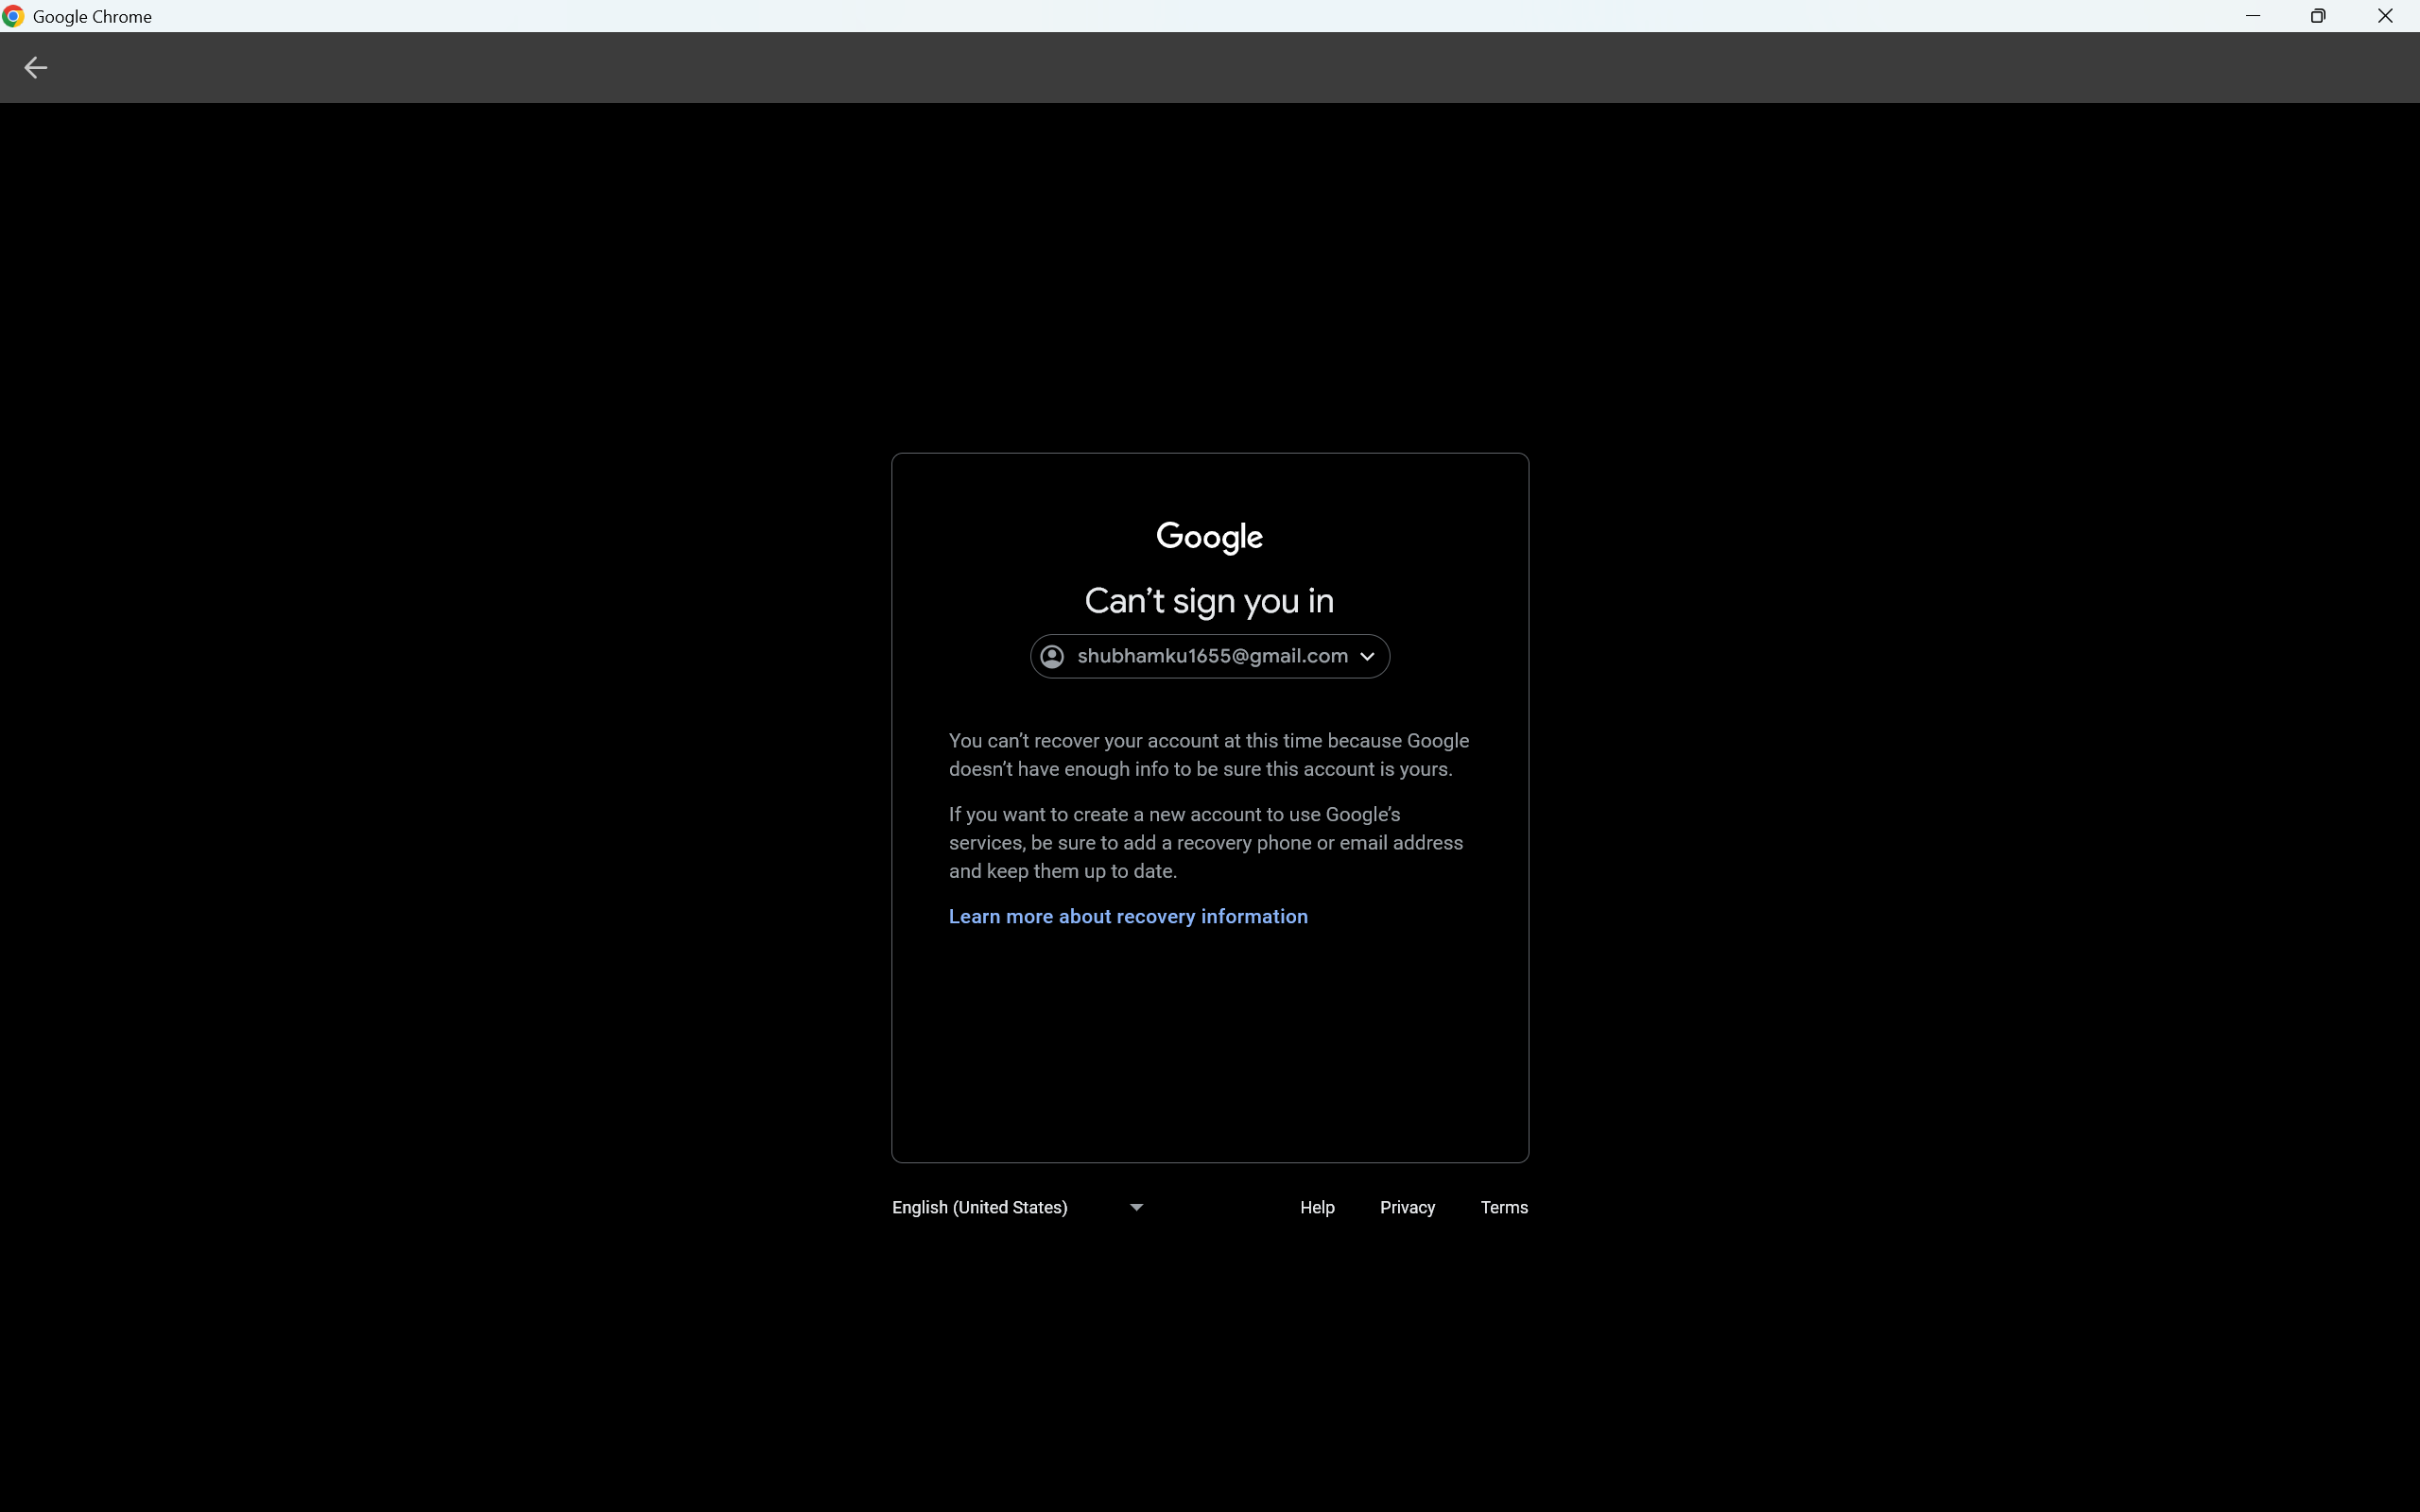 Google Chrome
Google
Can't sign you in
shubhamku1655@gmail.com
You can't recover your account at this time because Google
doesn't have enough info to be sure this account is yours.
If you want to create a new account to use Google's
services, be sure to add a recovery phone or email address
and keep them up to date.
Learn more about recovery information
English (United States) Help Privacy Terms